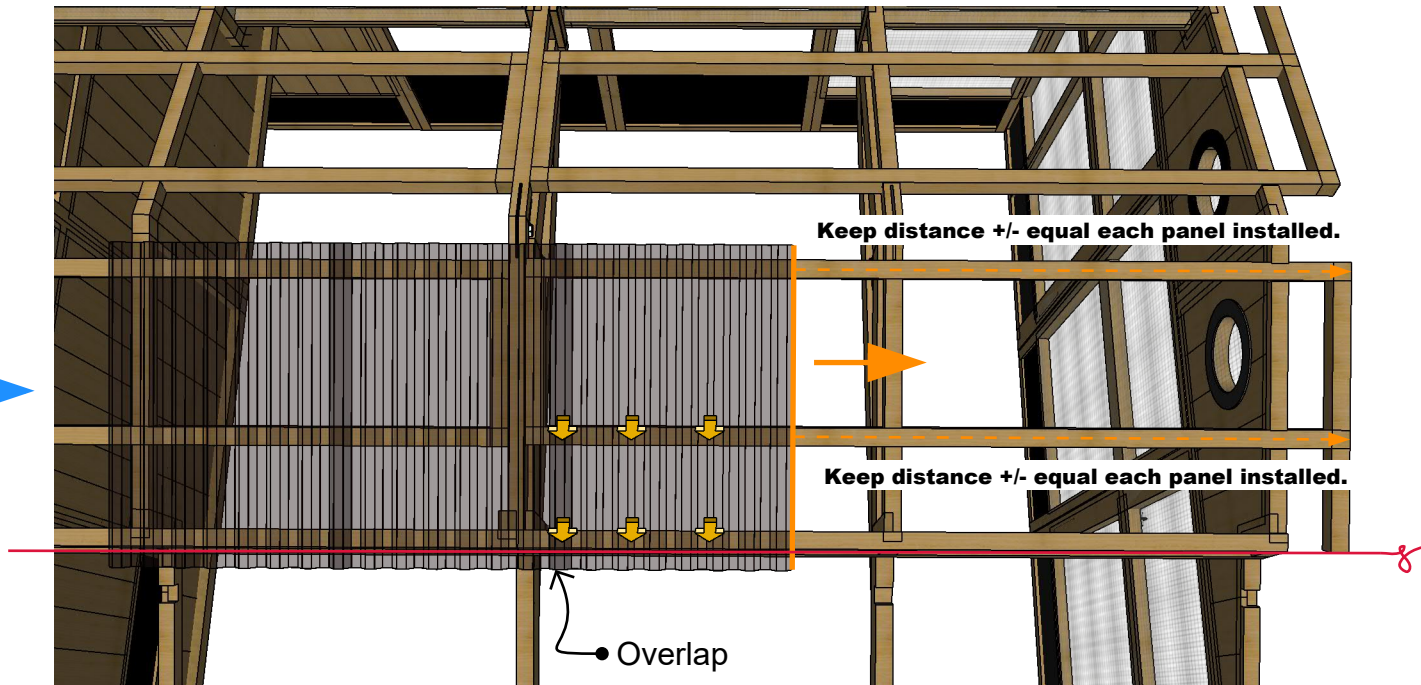 Keep distance +/- equal each panel installed.
Keep distance +/- equal each panel installed.
Overlap